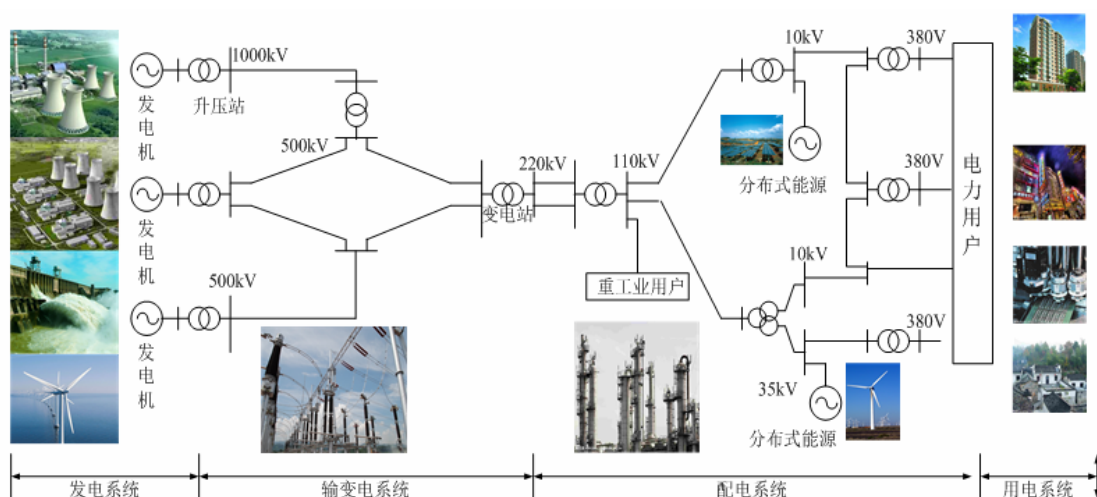 1000kV
升压站
发电机
500kV
发电机
500kV
发电机
变电站
220kV
110kV
重工业用户
10kV
380V
分布式能源
380V
10kV
380V
35kV
分布式能源
电力用户
发电系统
输变电系统
配电系统
用电系统